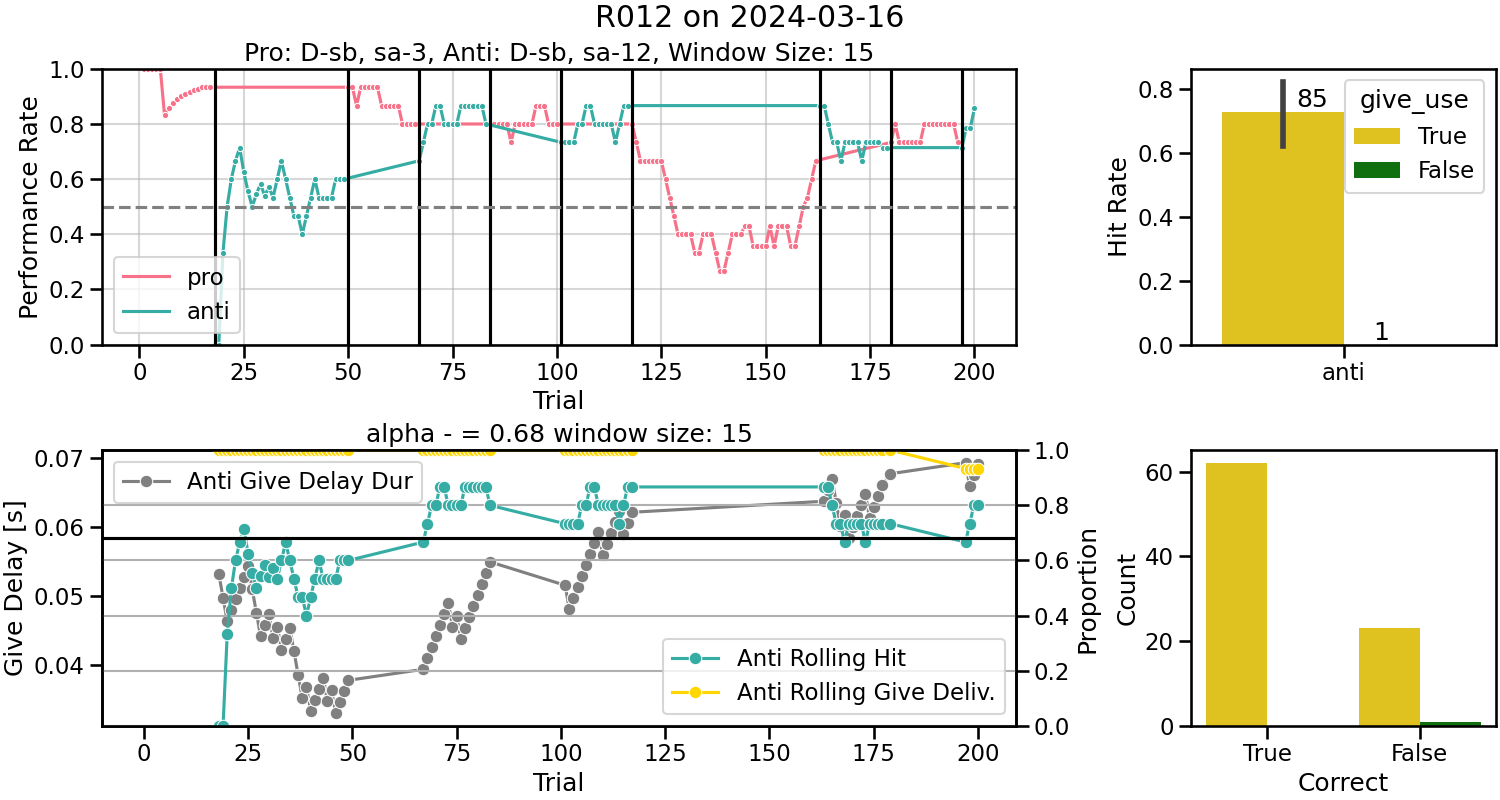 R012 on 2024-03-16
Pro: D-sb, sa-3, Anti: D-sb, sa-12, Window Size: 15
Performance Rate
1.0
0.8
0.6
0.4
0.2
0.0
pro
anti
0 25 50 75 100 125 150 175 200
Trial
Hit Rate
0.8
0.6
0.4
0.2
0.0
85
1
give_use
True
False
anti
alpha - = 0.68 window size: 15
Give Delay [s]
0.07
0.06
0.05
0.04
Anti Give Delay Dur
Anti Rolling Hit
Anti Rolling Give Deliv.
1.0
0.8
0.6
0.4
0.2
0.0
Proportion
0 25 50 75 100 125 150 175 200
Trial
Count
60
40
20
0
True False
Correct